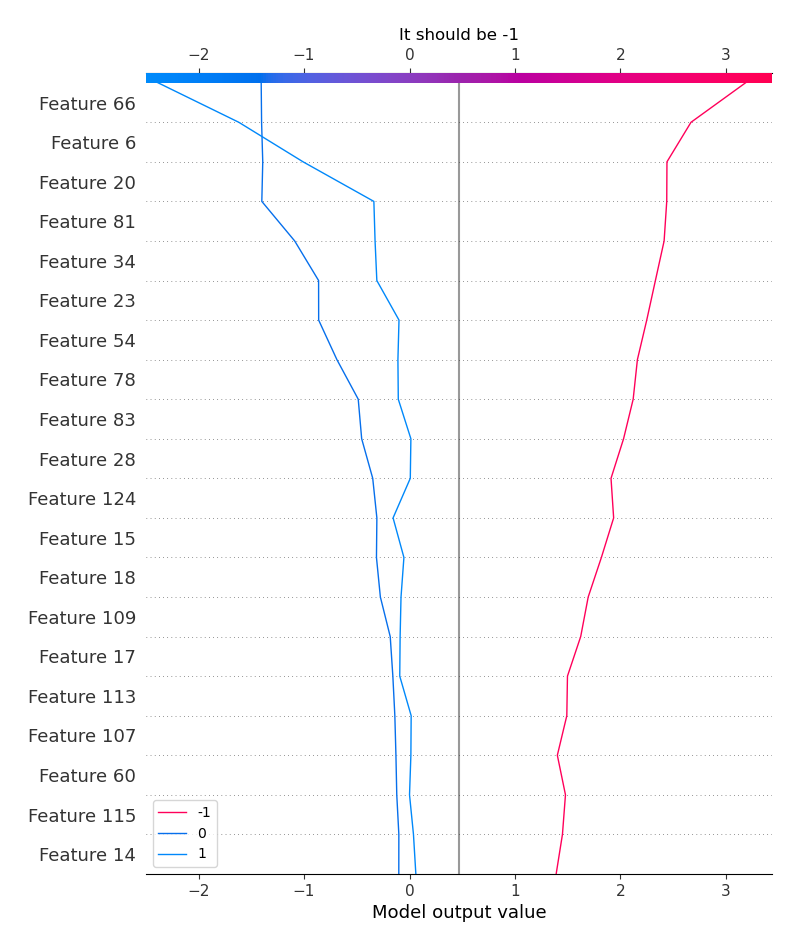 It should be -1
−2 −1 0 1 2 3
Feature 66
Feature 6
Feature 20
Feature 81
Feature 34
Feature 23
Feature 54
Feature 78
Feature 83
Feature 28
Feature 124
Feature 15
Feature 18
Feature 109
Feature 17
Feature 113
Feature 107
Feature 60
Feature 115
Feature 14
-1
0
1
−2 −1 0 1 2 3
Model output value